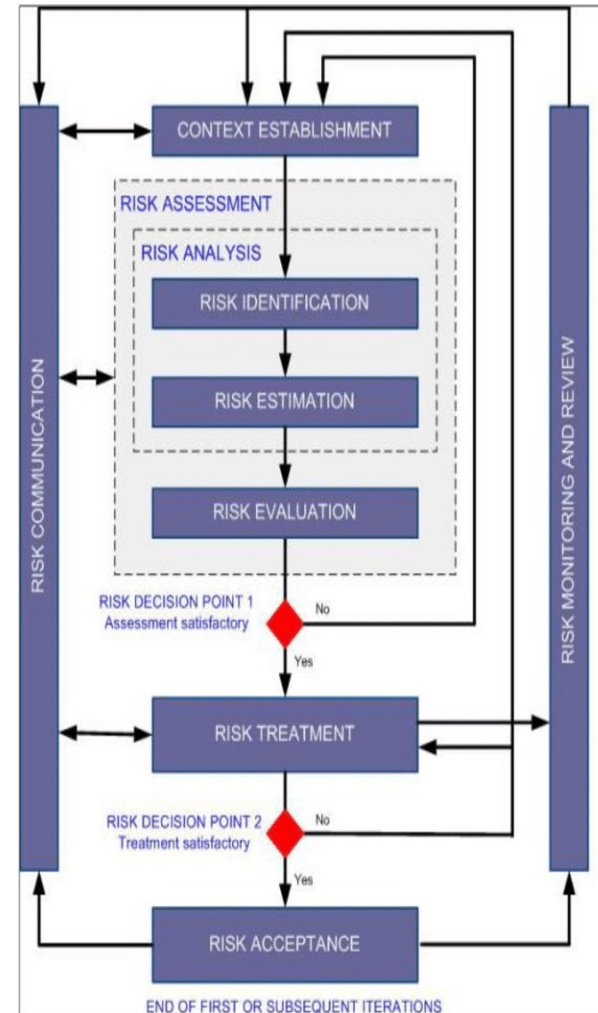 CONTEXT ESTABLISHMENT
RISK ASSESSMENT
RISK ANALYSIS
RISK IDENTIFICATION
RISK ESTIMATION
RISK EVALUATION
RISK COMMUNICATION
RISK MONITORING AND REVIEW
RISK DECISION POINT 1
Assessment satisfactory
No
Yes
RISK TREATMENT
RISK DECISION POINT 2
Treatment satisfactory
No
Yes
RISK ACCEPTANCE
END OF FIRST OR SUBSEQUENT ITERATIONS